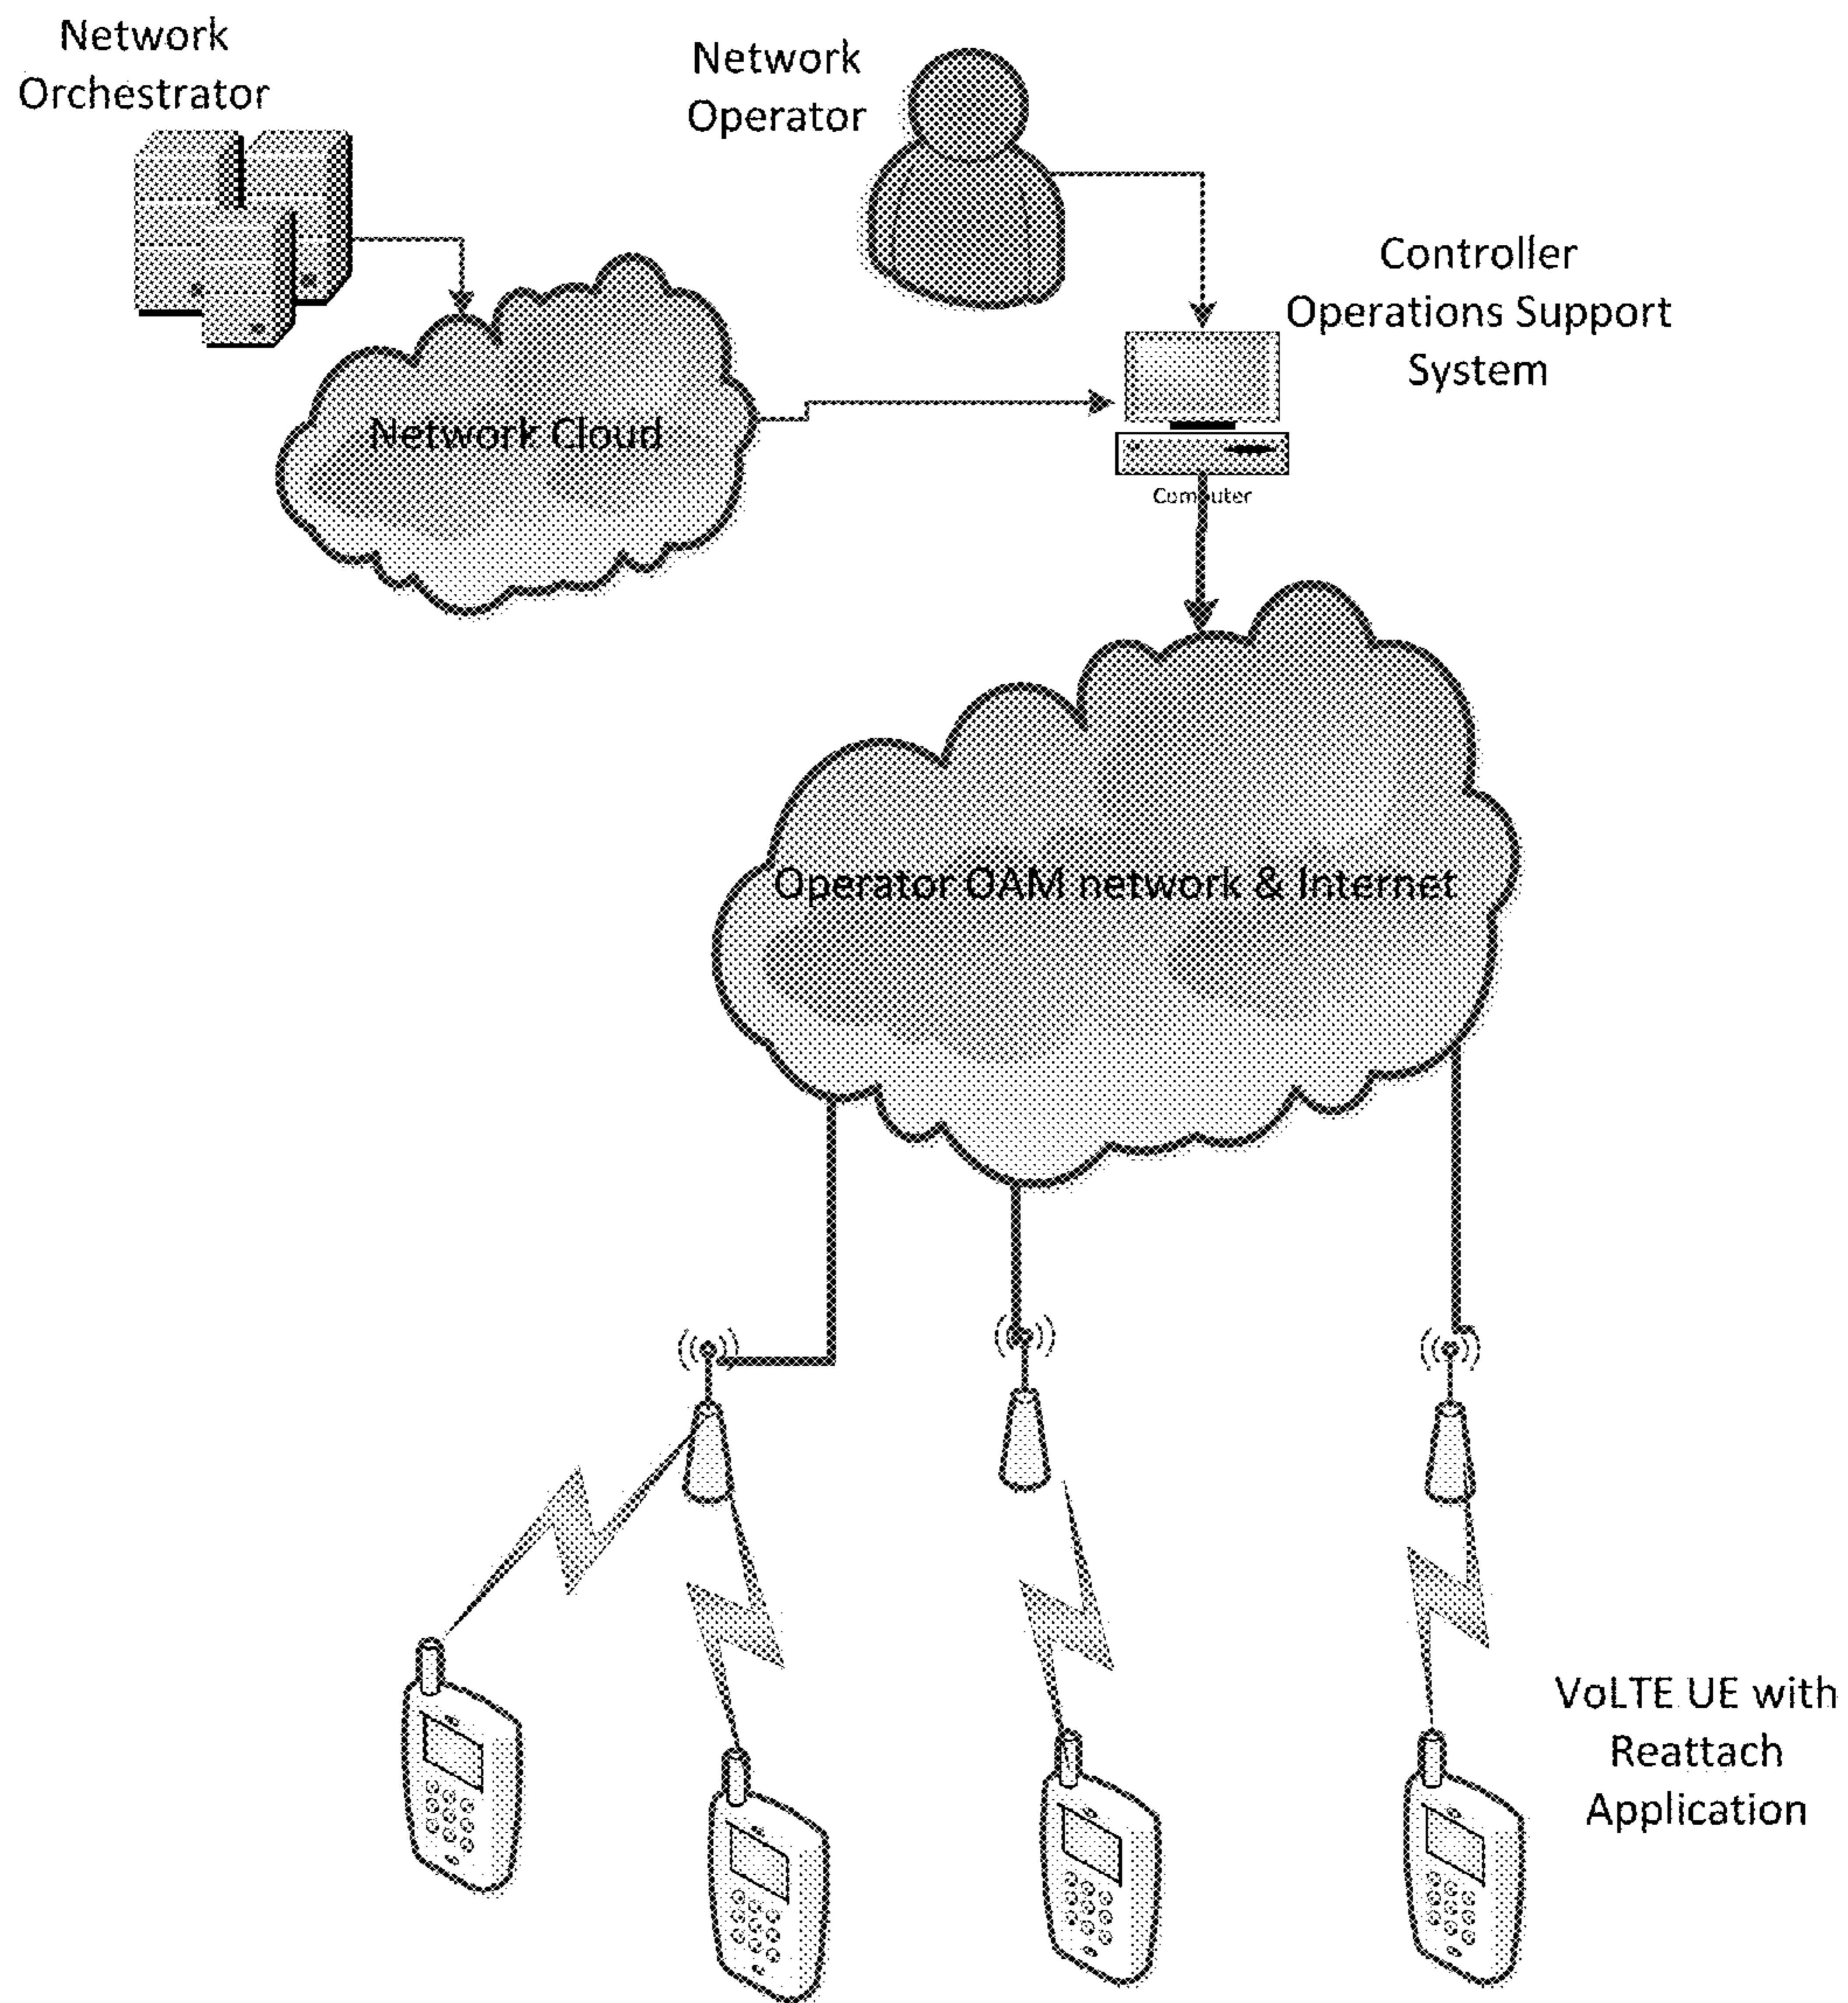 Network
Orchestrator
Network
Operator
Controller
Operations Support
System
Network Cloud
Computer
Operator OAM network & Internet
VoLTE UE with
Reattach
Application